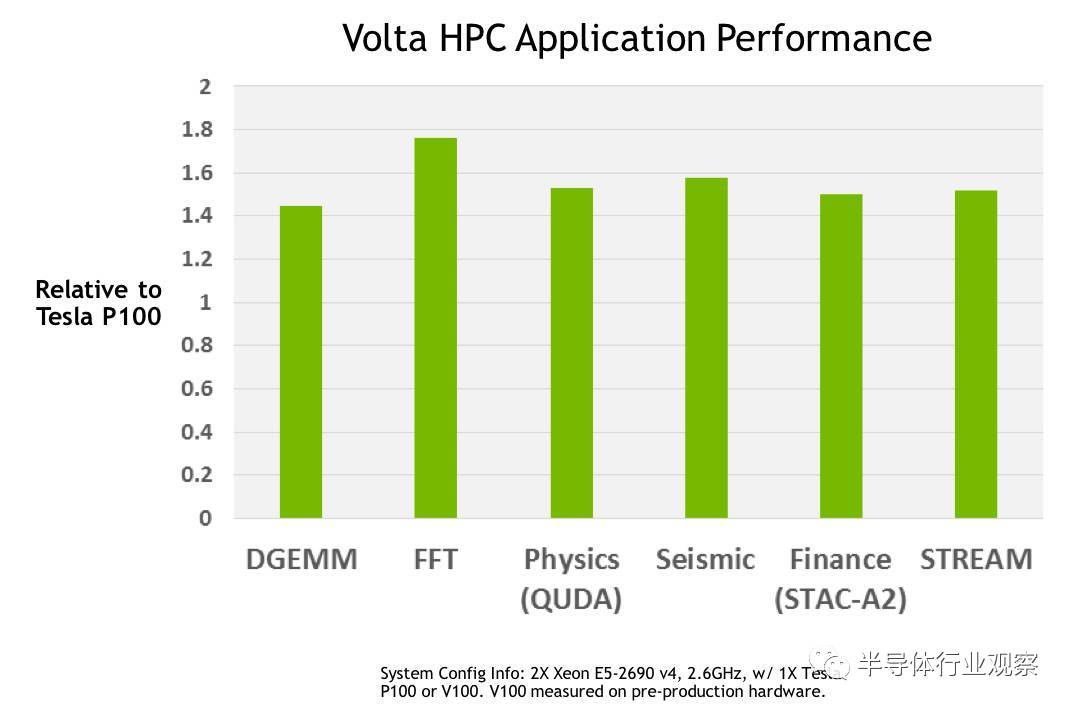 Volta HPC Application Performance
2
1.8
1.6
1.4
1.2
1
0.8
0.6
0.4
0.2
0
Relative to
Tesla P100
DGEMM FFT Physics Seismic Finance STREAM
(QUDA) (STAC-A2)
System Config Info: 2X Xeon E5-2690 v4, 2.6GHz, w/ 1X Tesla
P100 or V100. V100 measured on pre-production hardware.
半导体行业观察